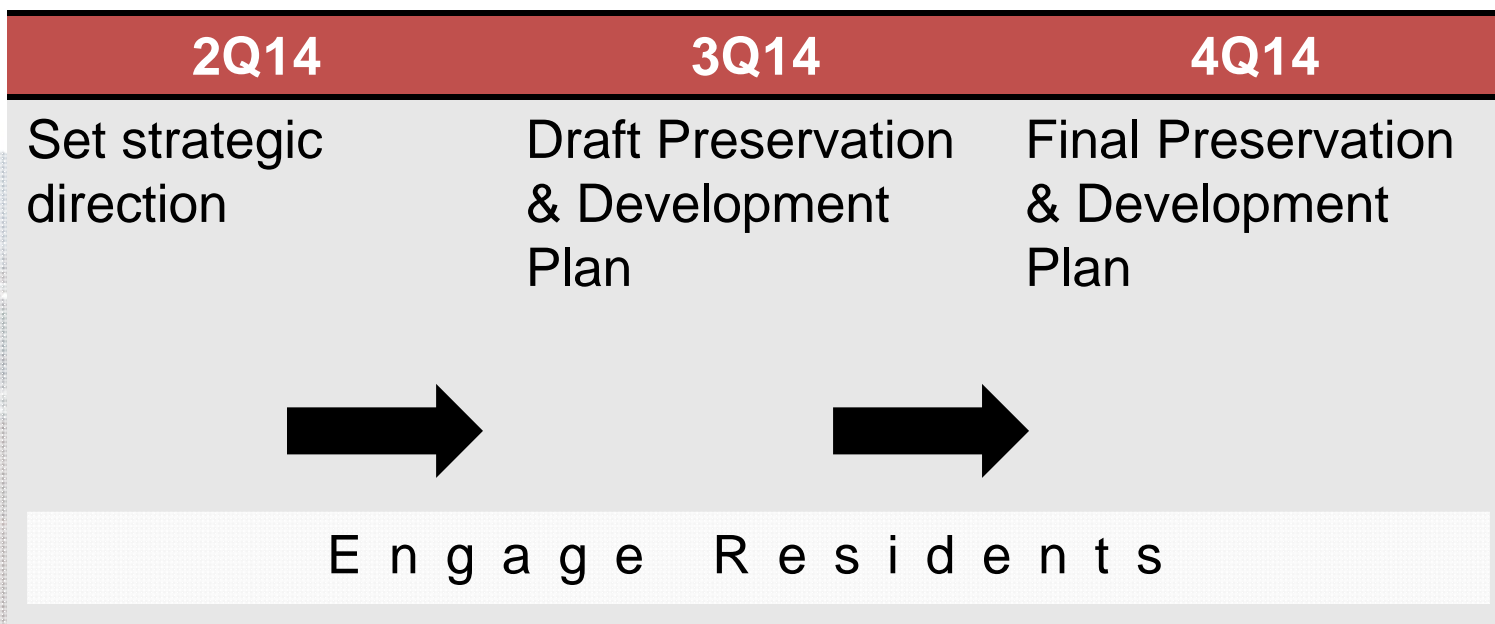 2Q14 3Q14 4Q14
Set strategic
direction
Draft Preservation
& Development
Plan
Final Preservation
& Development
Plan
Engage Residents